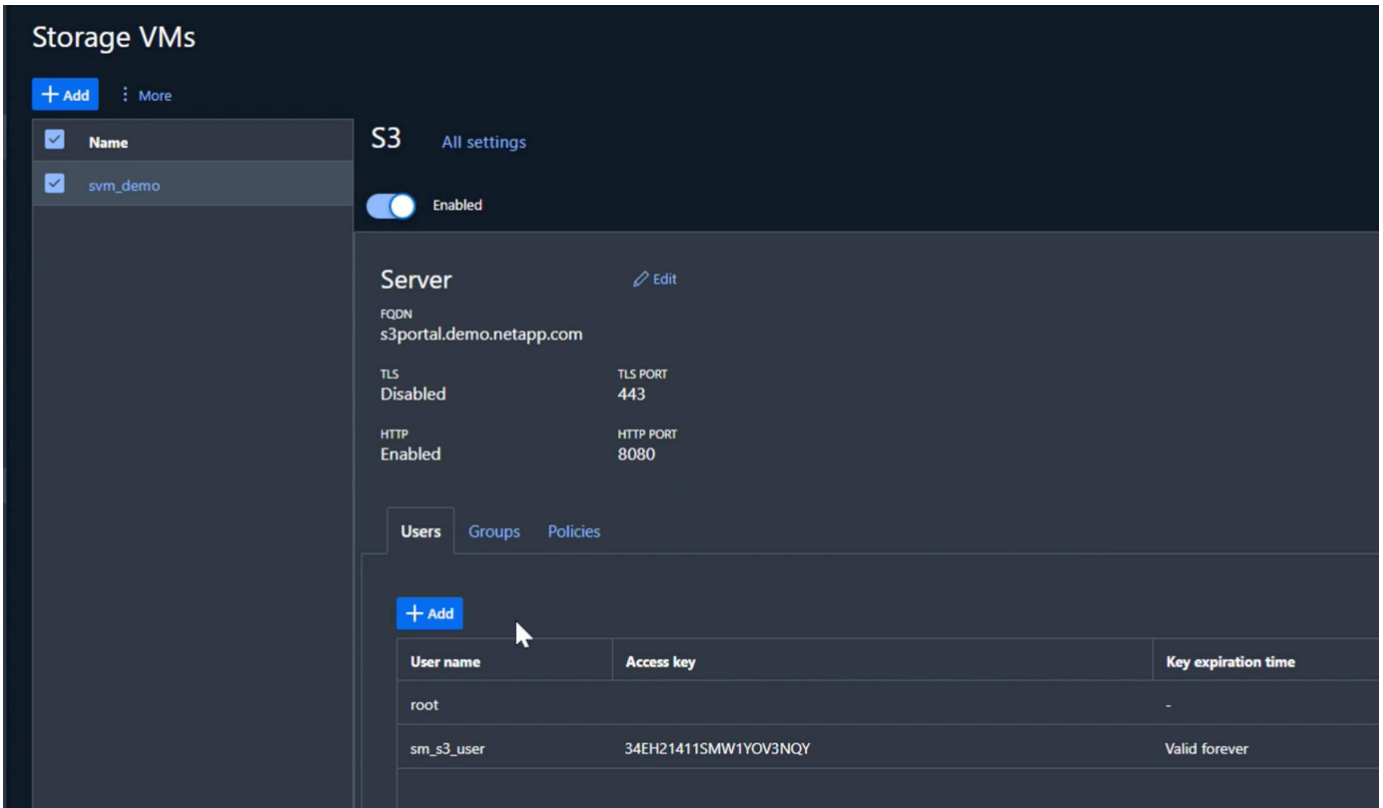 Storage VMs
+ Add ⋮ More
Name
svm_demo
S3 All settings
Enabled
Server Edit
FQDN
s3portal.demo.netapp.com
TLS TLS PORT
Disabled 443
HTTP HTTP PORT
Enabled 8080
Users Groups Policies
+ Add
User name Access key Key expiration time
root -
sm_s3_user 34EH21411SMW1YOV3NQY Valid forever